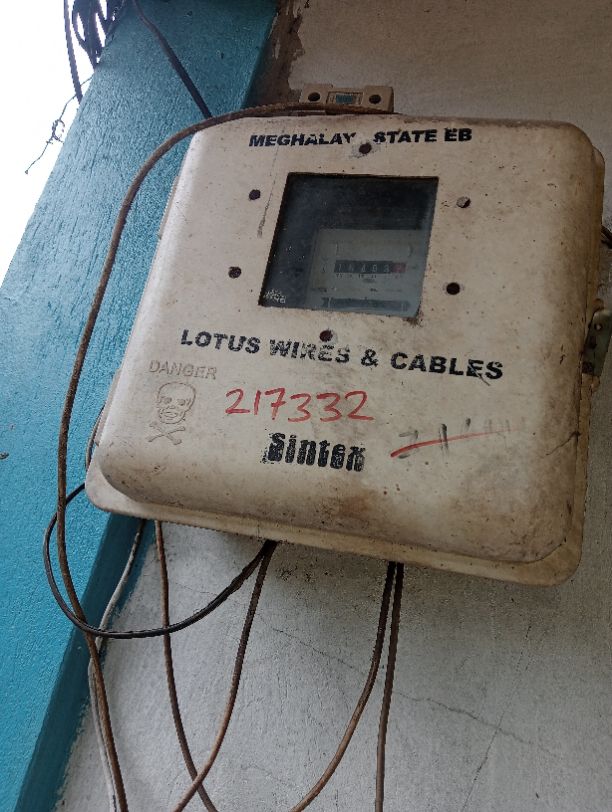 MEGHALAY STATE EB
LOTUS WIRES & CABLES
DANGER
217332
Sintex